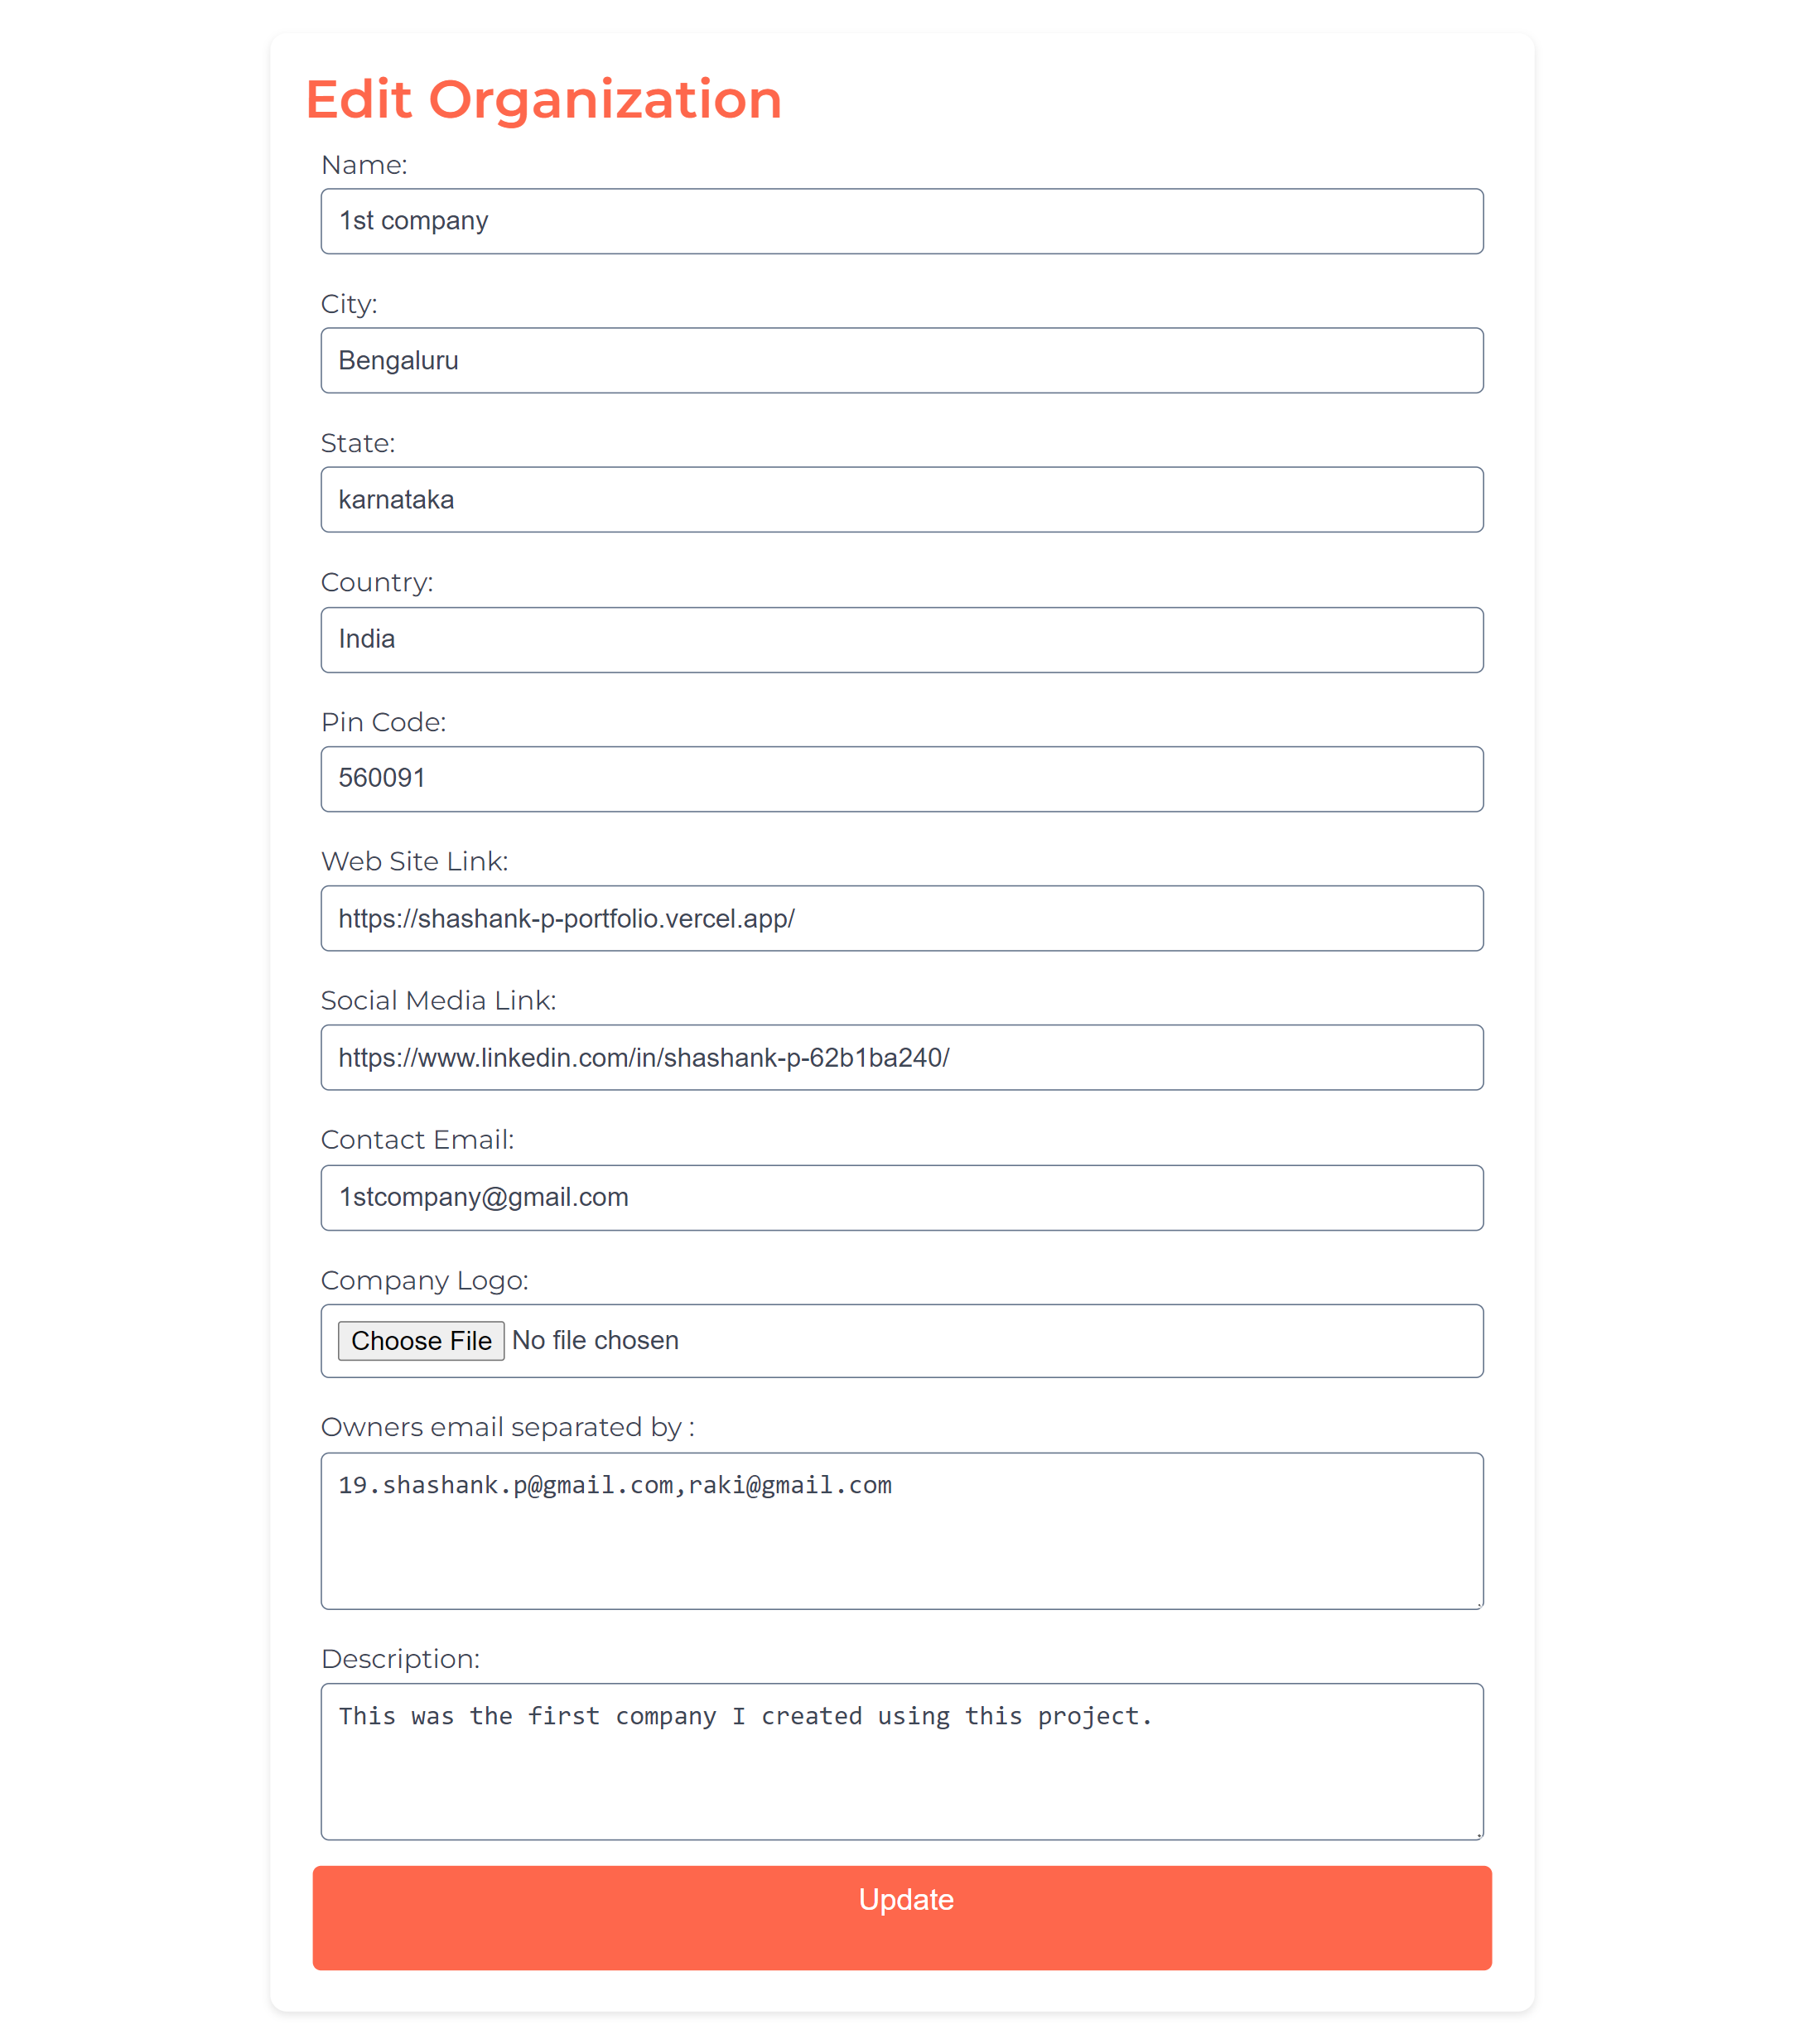 Edit Organization
Name:
1st company
City:
Bengaluru
State:
karnataka
Country:
India
Pin Code:
560091
Web Site Link:
https://shashank-p-portfolio.vercel.app/
Social Media Link:
https://www.linkedin.com/in/shashank-p-62b1ba240/
Contact Email:
1stcompany@gmail.com
Company Logo:
Choose File No file chosen
Owners email separated by :
19.shashank.p@gmail.com,raki@gmail.com
Description:
This was the first company I created using this project.
Update